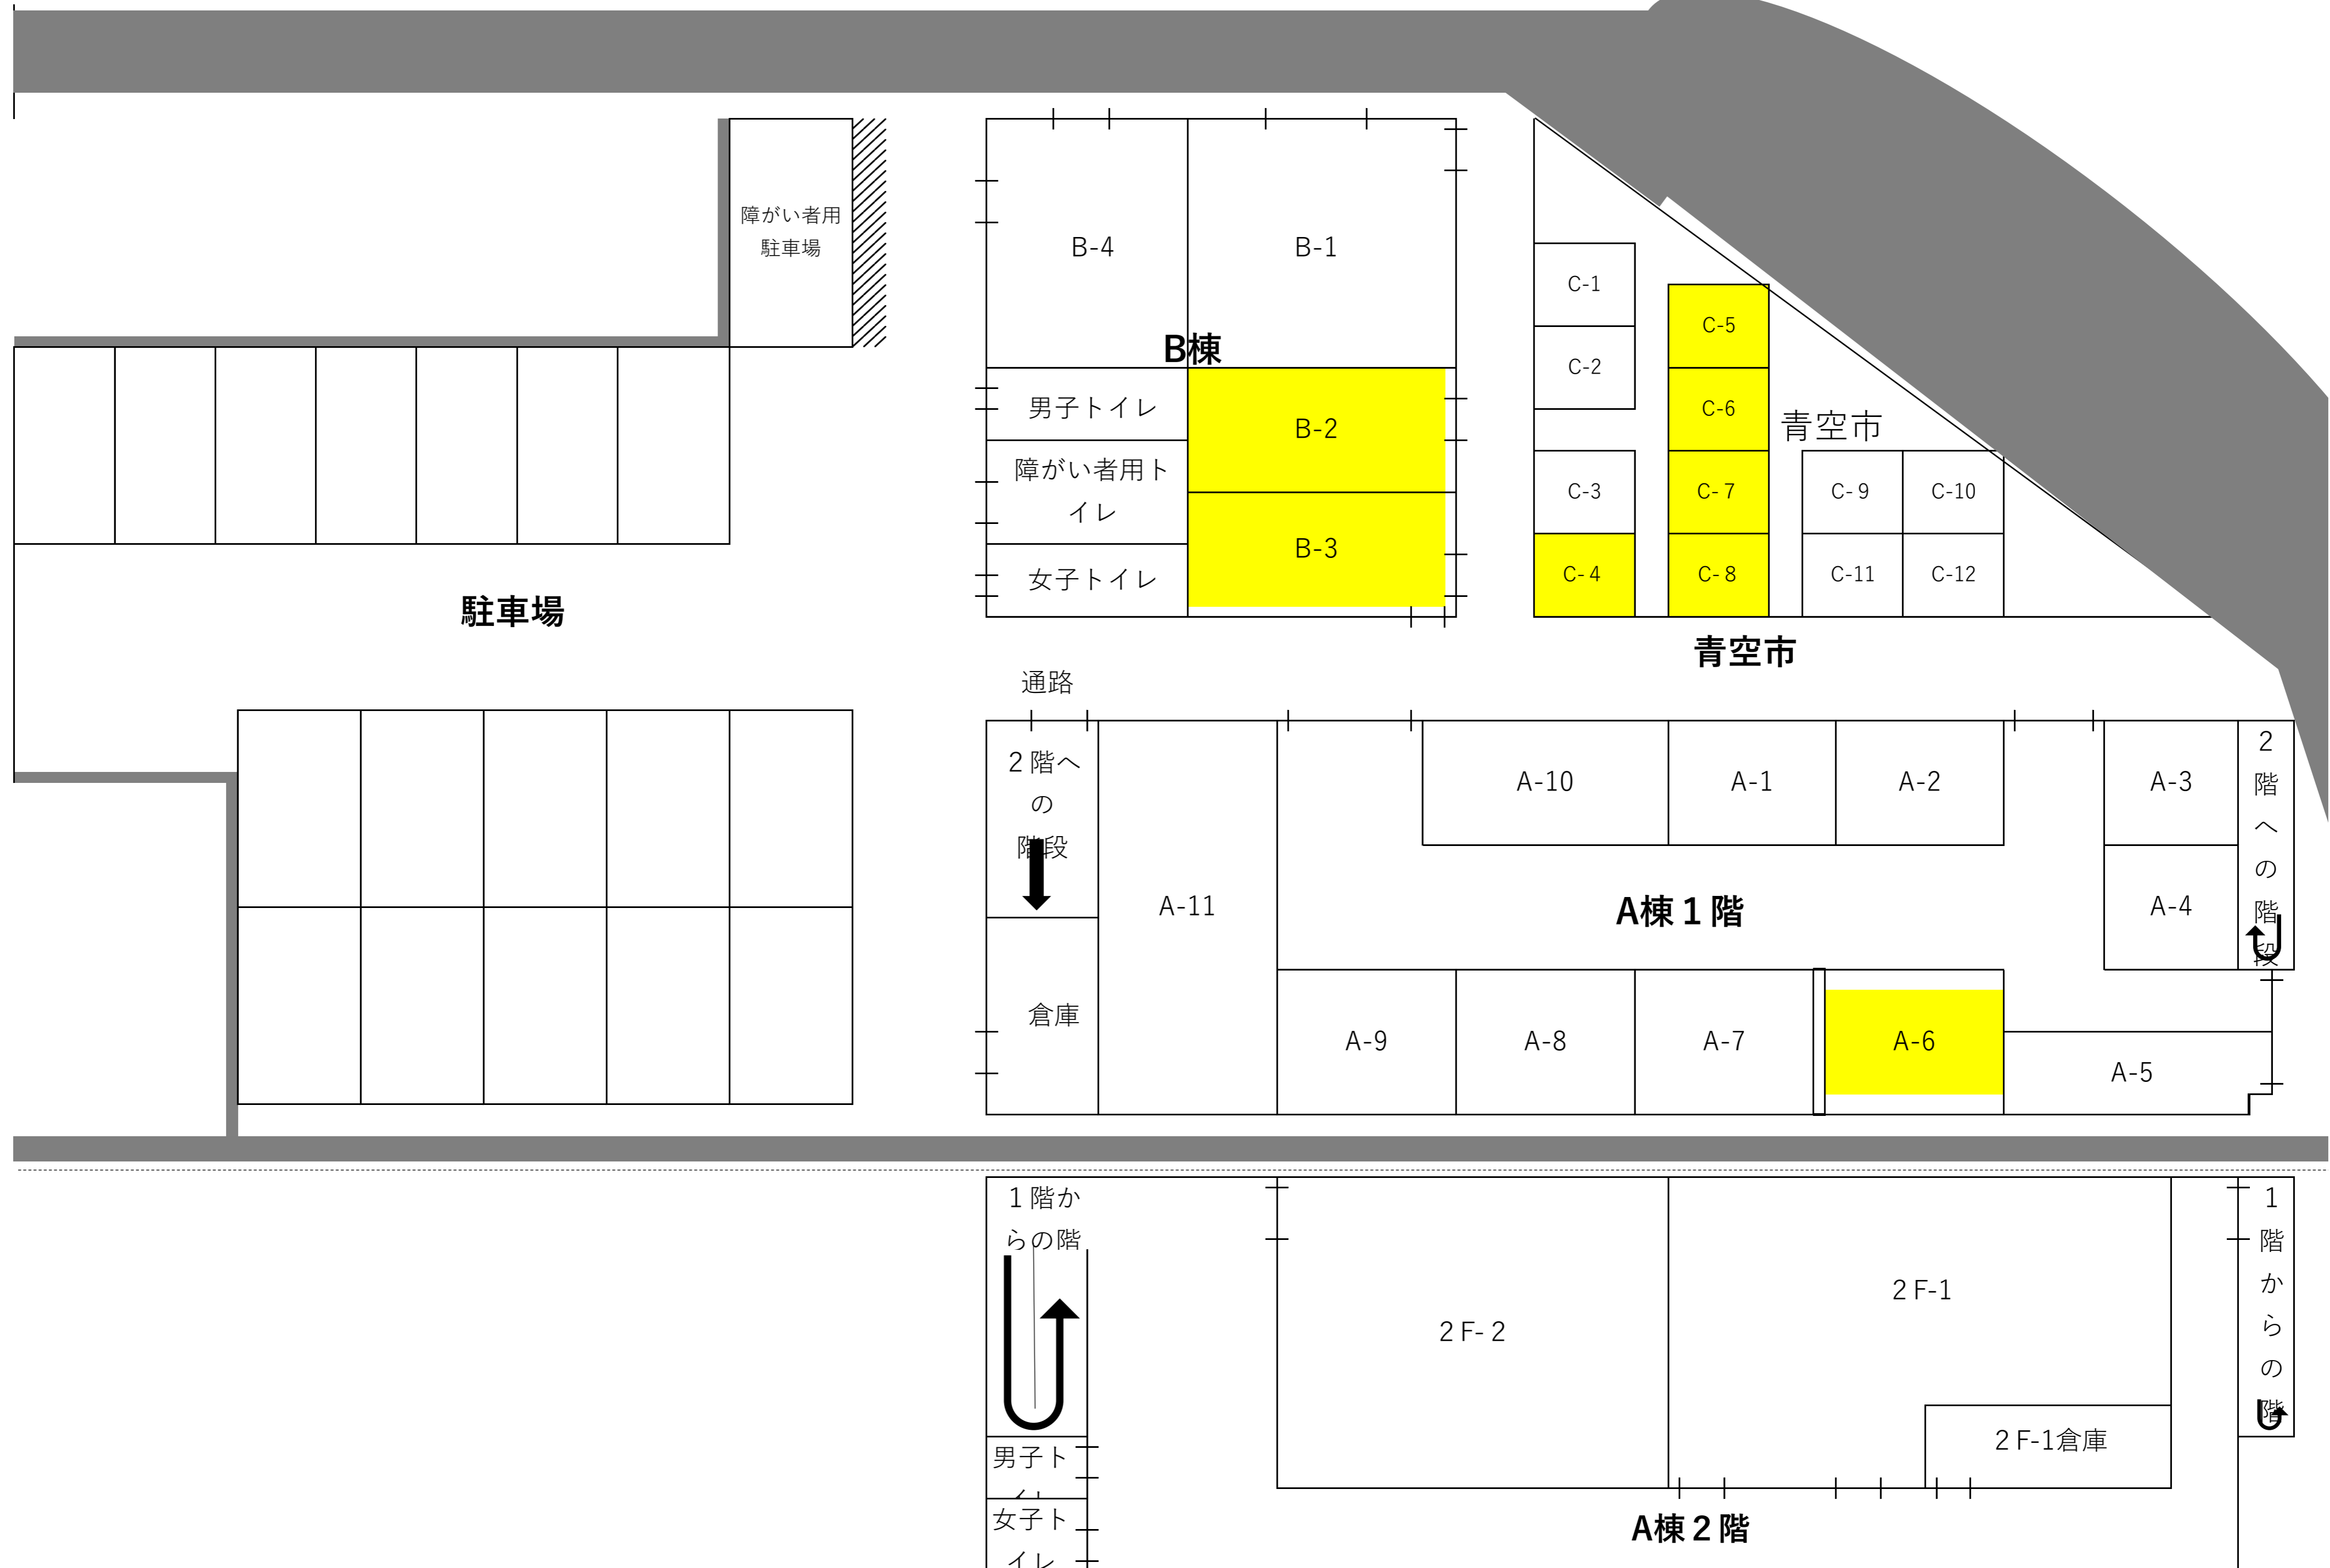 障がい者用
駐車場
B-4
B-1
B棟
男子トイレ
障がい者用ト
イレ
女子トイレ
B-2
B-3
C-1
C-2
C-3
C-４
C-5
C-6
C-７
C-８
青空市
C-９
C-10
C-11
C-12
青空市
駐車場
通路
２階へ
の
階段
倉庫
A-11
A-10
A-1
A-2
A-3
A-4
２
階
へ
の
階
段
A棟１階
A-9
A-8
A-7
A-6
A-5
１階か
らの階
男子ト
女子ト
イレ
２F-２
２F-1
２F-1倉庫
１
階
か
ら
の
階
A棟２階